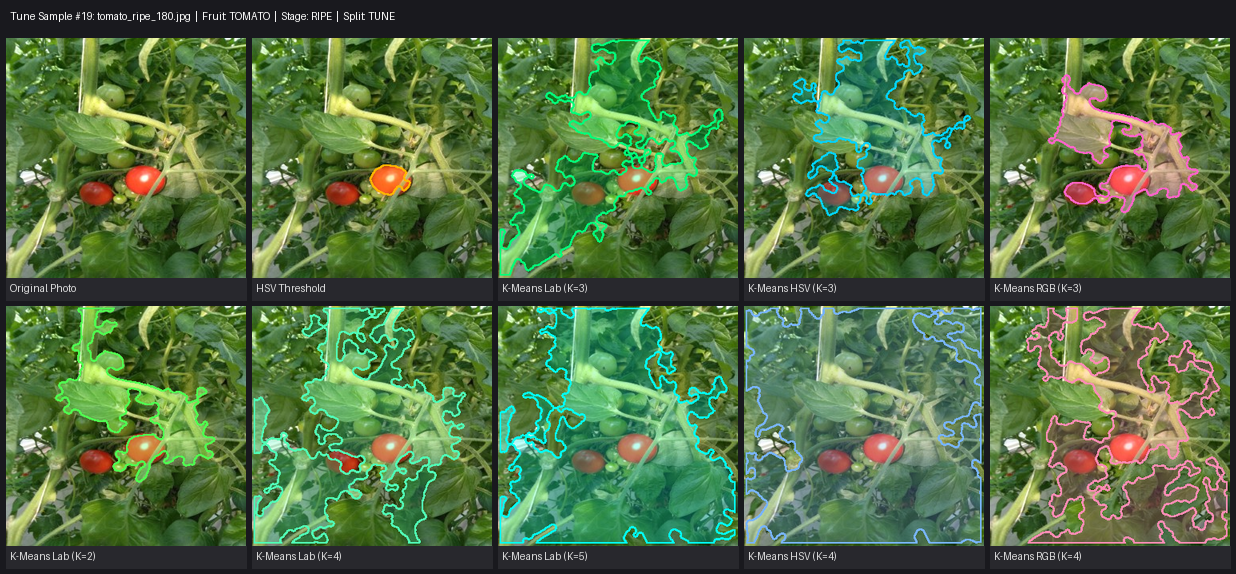 Tune Sample #19: tomato_ripe_180.jpg | Fruit: TOMATO | Stage: RIPE | Split: TUNE
Original Photo
HSV Threshold
K-Means Lab (K=3)
K-Means HSV (K=3)
K-Means RGB (K=3)
K-Means Lab (K=2)
K-Means Lab (K=4)
K-Means Lab (K=5)
K-Means HSV (K=4)
K-Means RGB (K=4)